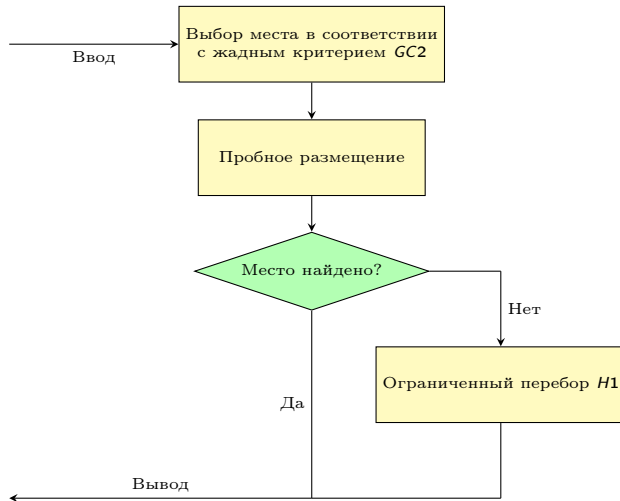 Выбор места в соответствии
с жадным критерием GC2
Ввод
Пробное размещение
Место найдено?
Нет
Ограниченный перебор H1
Да
Вывод